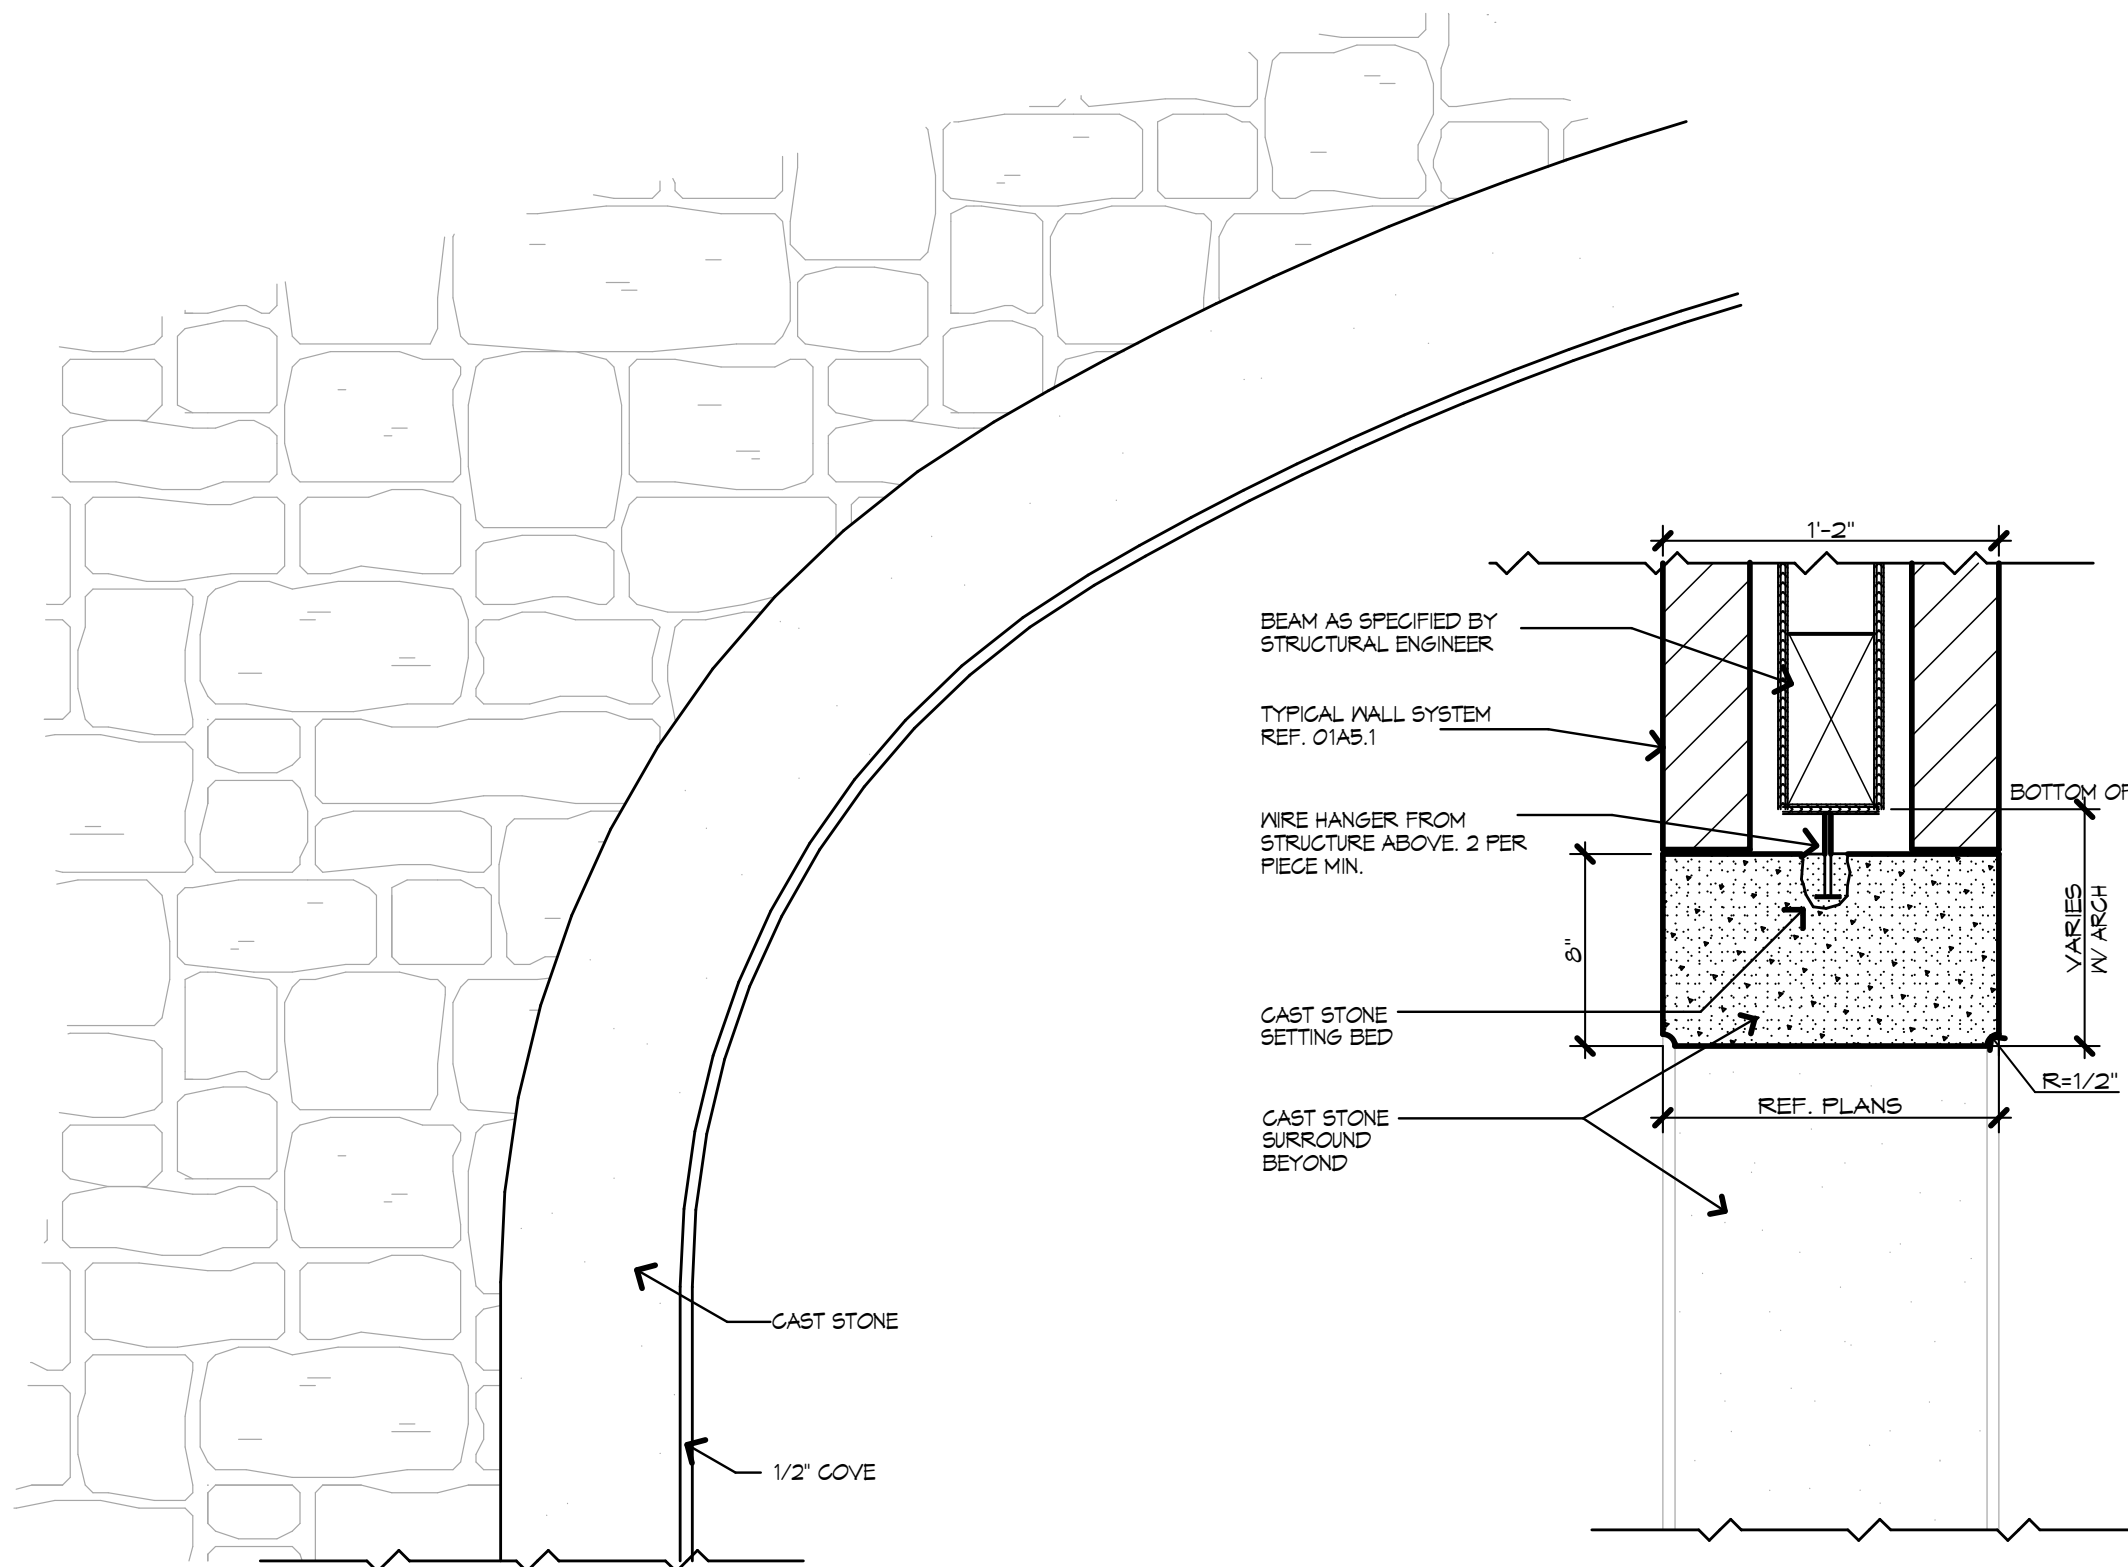 1'-2"
BEAM AS SPECIFIED BY
STRUCTURAL ENGINEER
TYPICAL WALL SYSTEM
REF. 01A5.1
BOTTOM OF
WIRE HANGER FROM
STRUCTURE ABOVE. 2 PER
PIECE MIN.
8"
VARIES
W/ ARCH
CAST STONE
SETTING BED
R=1/2"
REF. PLANS
CAST STONE
SURROUND
BEYOND
CAST STONE
1/2" COVE